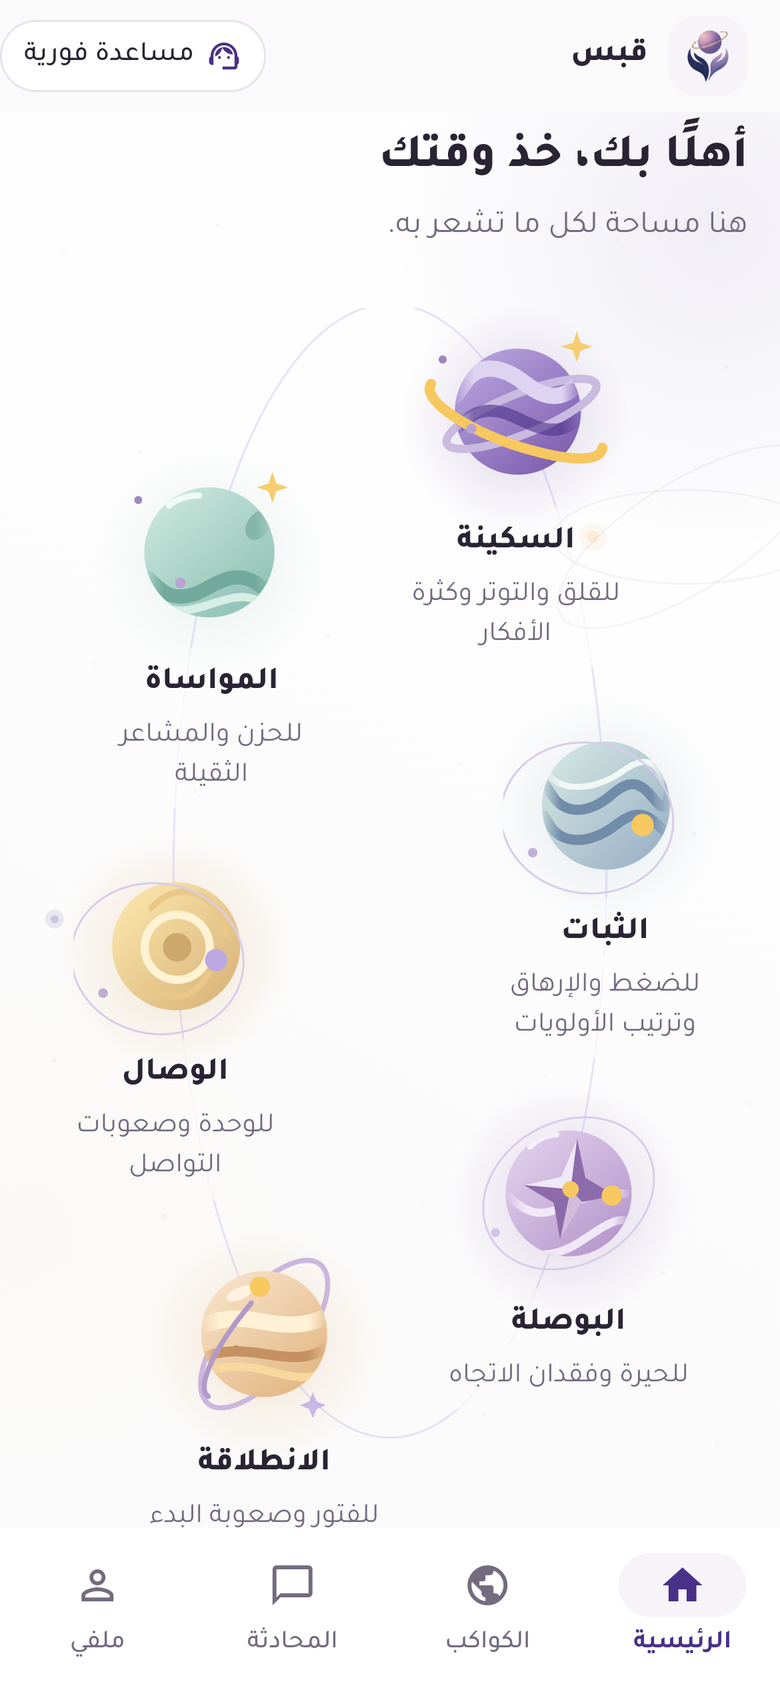 قبس
مساعدة فورية
أهلًا بك، خذ وقتك
هنا مساحة لكل ما تشعر به.
السكينة
للقلق والتوتر وكثرة
الأفكار
المواساة
للحزن والمشاعر
الثقيلة
الثبات
للضغط والإرهاق
وترتيب الأولويات
الوصال
للوحدة وصعوبات
التواصل
البوصلة
للحيرة وفقدان الاتجاه
الانطلاقة
للفتور وصعوبة البدء
الرئيسية
الكواكب
المحادثة
ملفي